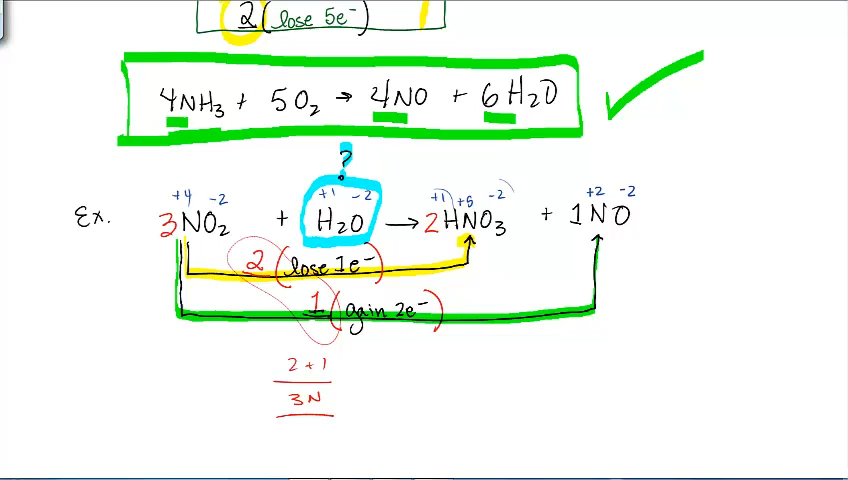 2 (lose 5e⁻)
4NH₃ + 5O₂ → 4NO + 6H₂O
?
+4 -2 +1 -2 +1 +5 -2 +2 -2
Ex. 3NO₂ + H₂O → 2HNO₃ + 1NO
2 (lose 1e⁻)
1 (gain 2e⁻)
2 + 1
3N